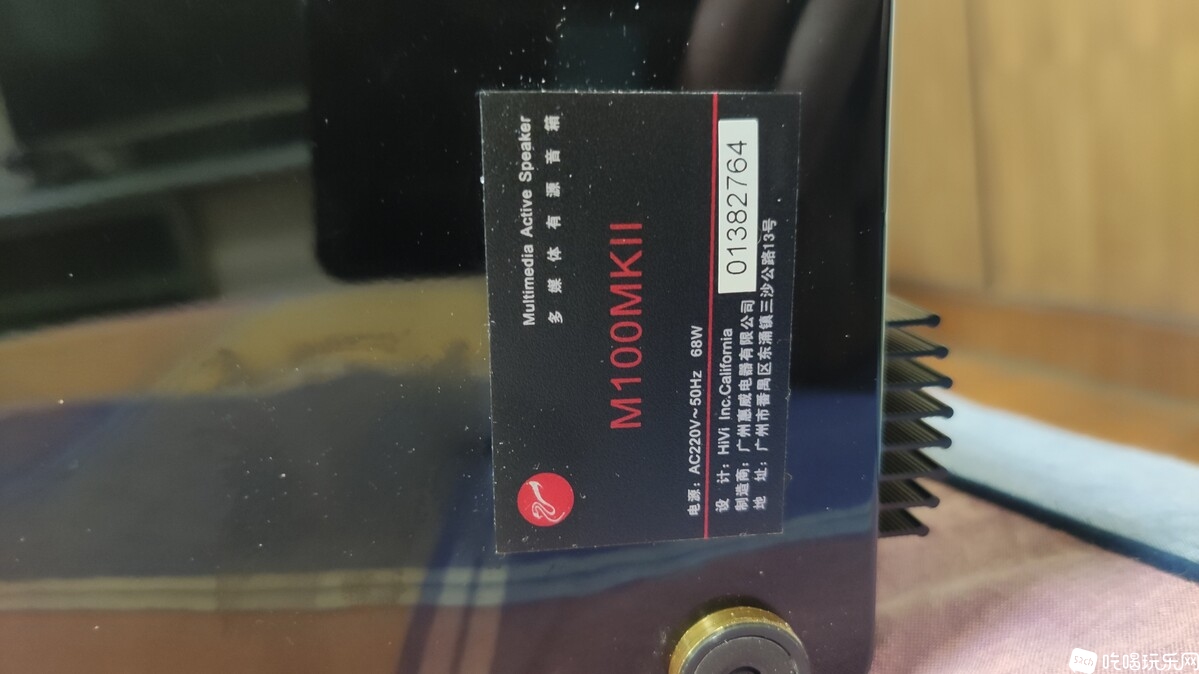 Multimedia Active Speaker
多媒体有源音箱
M100MKII
电源：AC220V～50Hz 68W
01382764
设 计：HiVi Inc.California
制造商：广州惠威电器有限公司
地 址：广州市番禺区东涌镇三沙公路13号
吃喝玩乐网